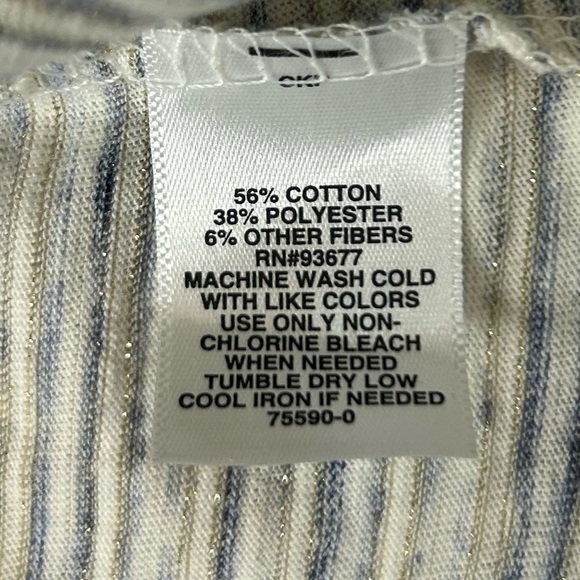 56% COTTON
38% POLYESTER
6% OTHER FIBERS
RN#93677
MACHINE WASH COLD
WITH LIKE COLORS
USE ONLY NON-
CHLORINE BLEACH
WHEN NEEDED
TUMBLE DRY LOW
COOL IRON IF NEEDED
75590-0